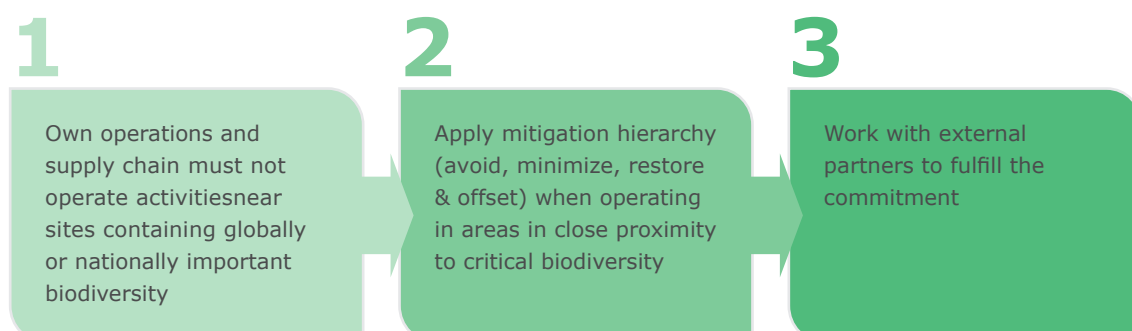 1
Own operations and
supply chain must not
operate activitiesnear
sites containing globally
or nationally important
biodiversity
2
Apply mitigation hierarchy
(avoid, minimize, restore
& offset) when operating
in areas in close proximity
to critical biodiversity
3
Work with external
partners to fulfill the
commitment